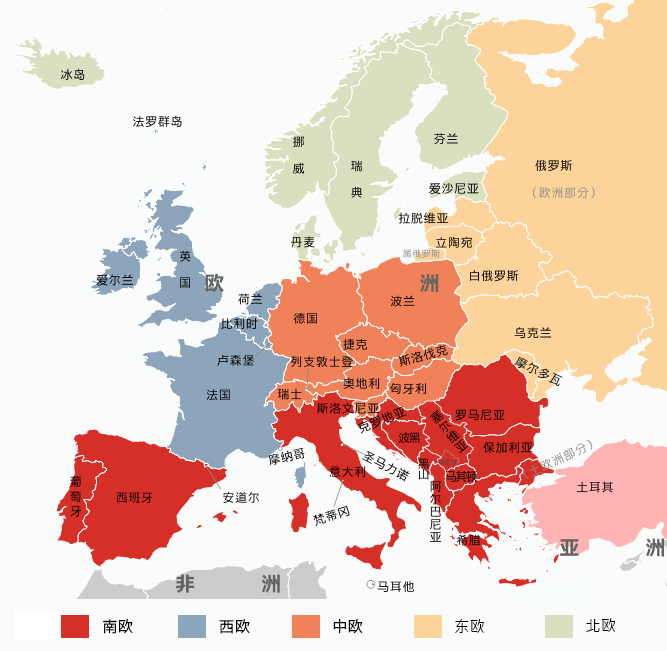 冰岛
法罗群岛
挪威
瑞典
芬兰
俄罗斯
(欧洲部分)
爱沙尼亚
拉脱维亚
丹麦
立陶宛
属俄罗斯
英国
爱尔兰
欧
洲
白俄罗斯
荷兰
波兰
德国
比利时
乌克兰
捷克
卢森堡
列支敦士登
斯洛伐克
摩尔多瓦
法国
瑞士
奥地利
匈牙利
斯洛文尼亚
克罗地亚
塞尔维亚
罗马尼亚
波黑
保加利亚
摩纳哥
圣马力诺
意大利
黑山
马其顿
(土欧洲部分)
葡萄牙
西班牙
安道尔
梵蒂冈
阿尔巴尼亚
土耳其
希腊
亚
洲
非
洲
马耳他
南欧
西欧
中欧
东欧
北欧